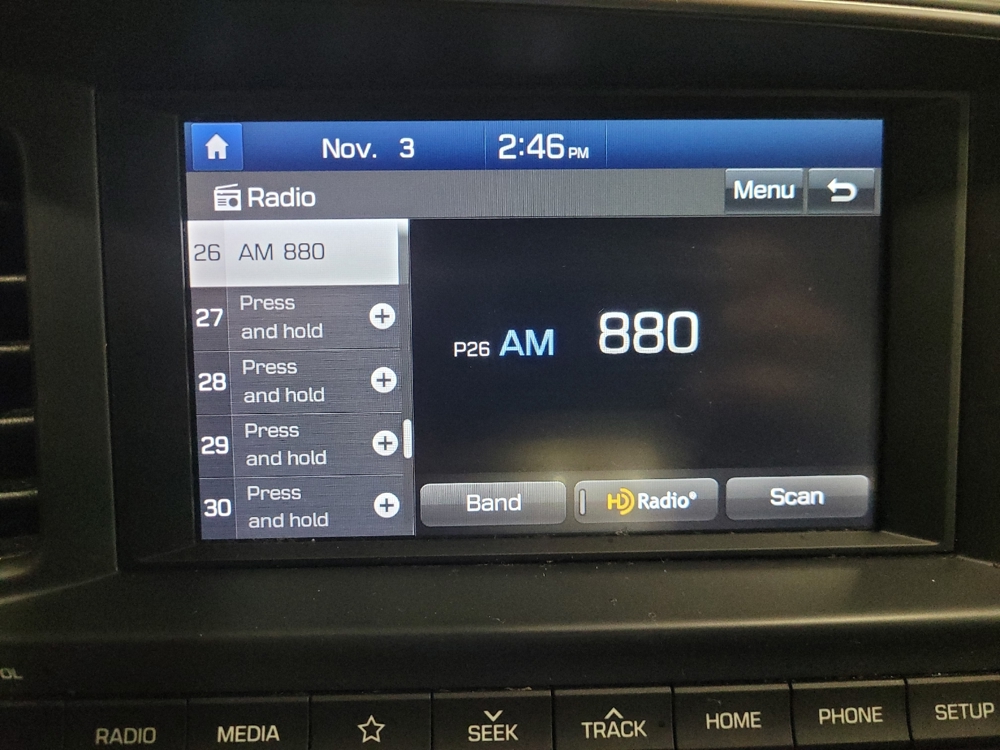 Nov. 3 2:46 PM
Radio Menu
26 AM 880
27 Press
and hold
28 Press
and hold
29 Press
and hold
30 Press
and hold
P26 AM 880
Band HD Radio® Scan
OL
RADIO MEDIA SEEK TRACK HOME PHONE SETUP